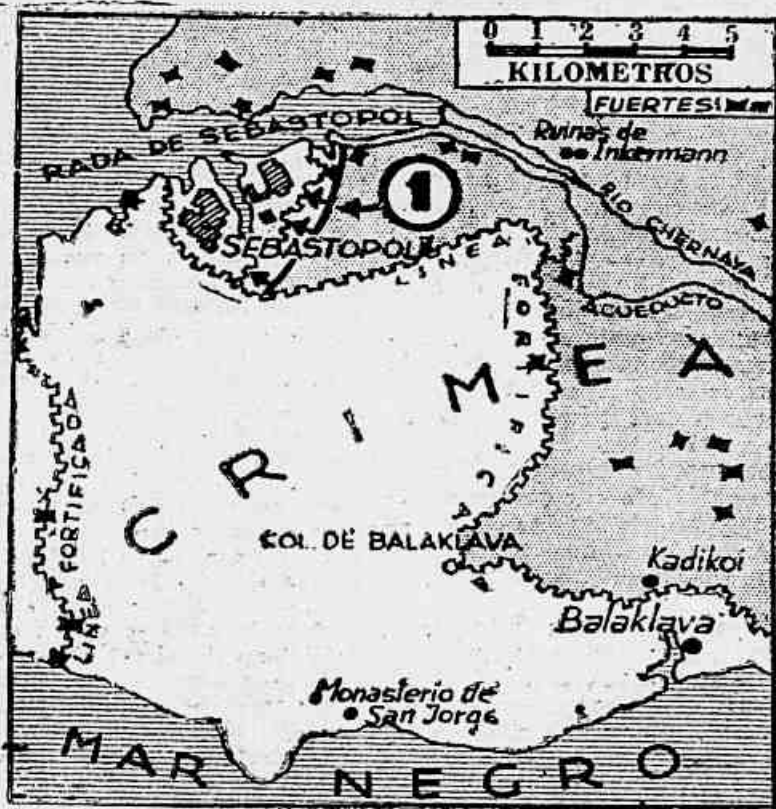 0 1 2 3 4 5
KILOMETROS
FUERTES
RADA DE SEBASTOPOL
Ruinas de
Inkermann
1
RIO CHERNAYA
SEBASTOPOL
LINEA FORTIFICADA
ACUEDUCTO
CRIMEA
LINEA FORTIFICADA
COL DE BALAKLAVA
Kadikoi
Balaklava
Monasterio de
San Jorge
MAR NEGRO